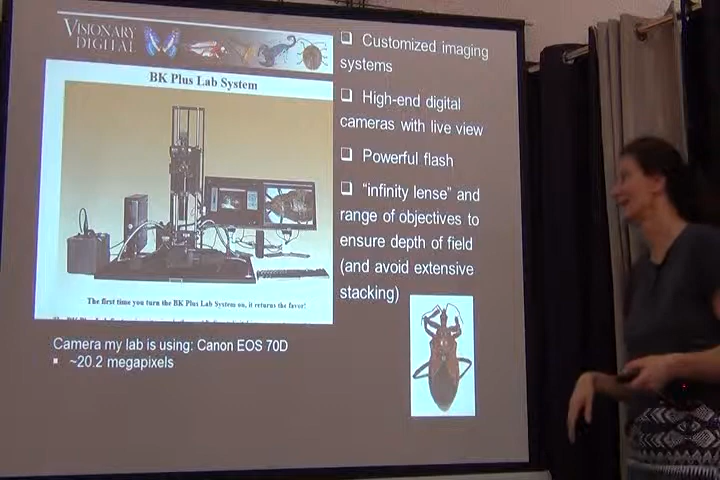 VISIONARY
DIGITAL
BK Plus Lab System
The first time you turn the BK Plus Lab System on, it returns the favor!
Camera my lab is using: Canon EOS 70D
~20.2 megapixels
Customized imaging
systems
High-end digital
cameras with live view
Powerful flash
"infinity lense" and
range of objectives to
ensure depth of field
(and avoid extensive
stacking)